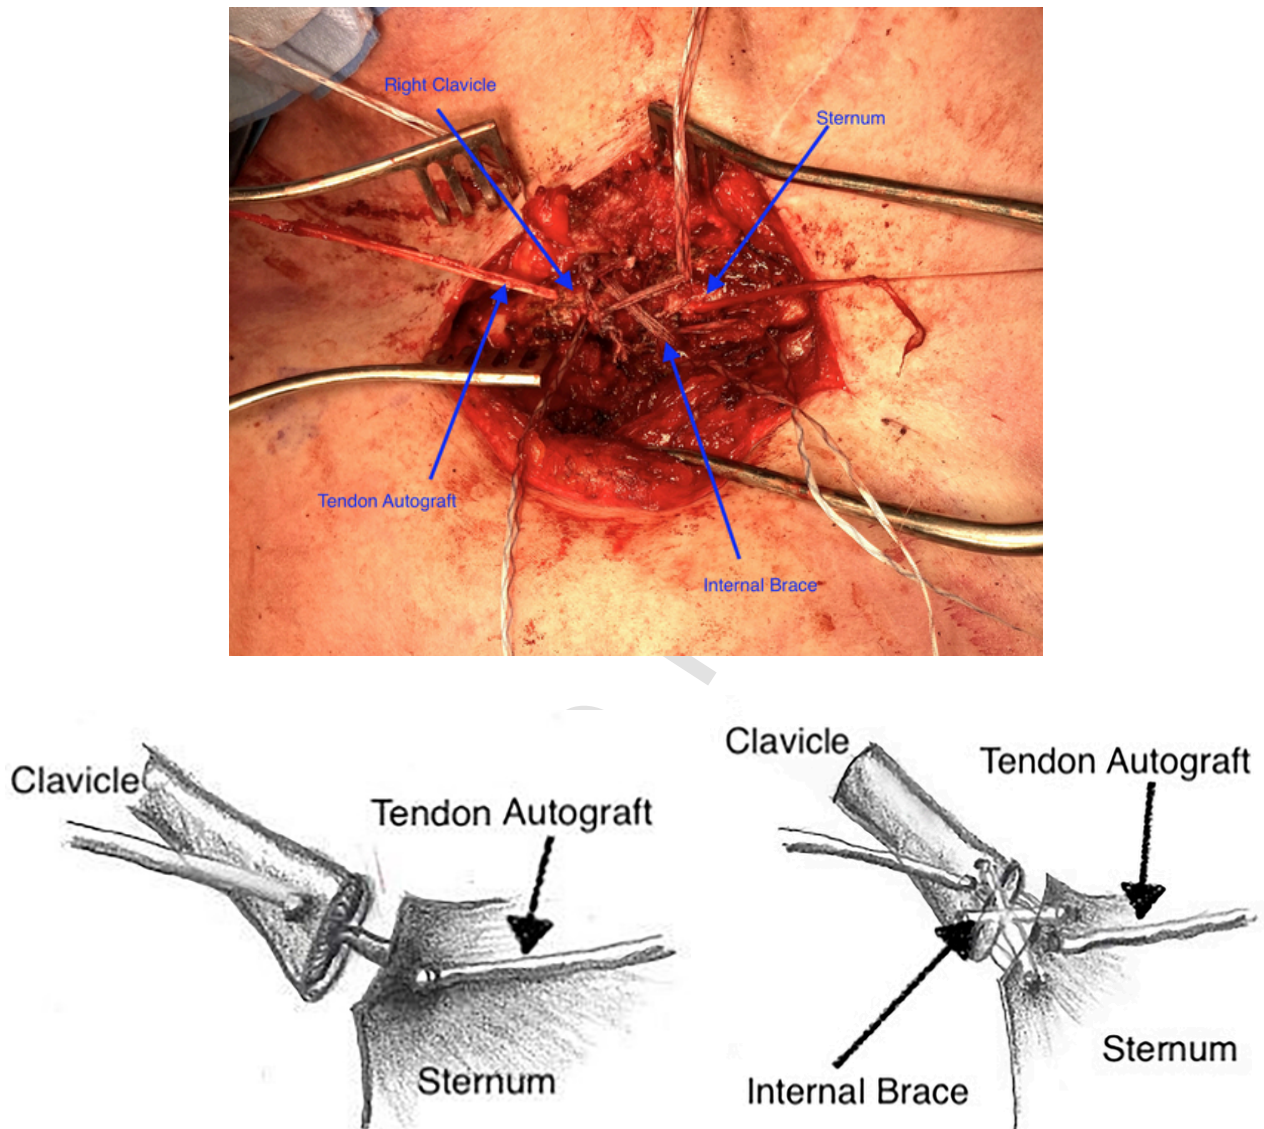 Right Clavicle
Sternum
Tendon Autograft
Internal Brace
Clavicle
Tendon Autograft
Sternum
Clavicle
Tendon Autograft
Internal Brace
Sternum